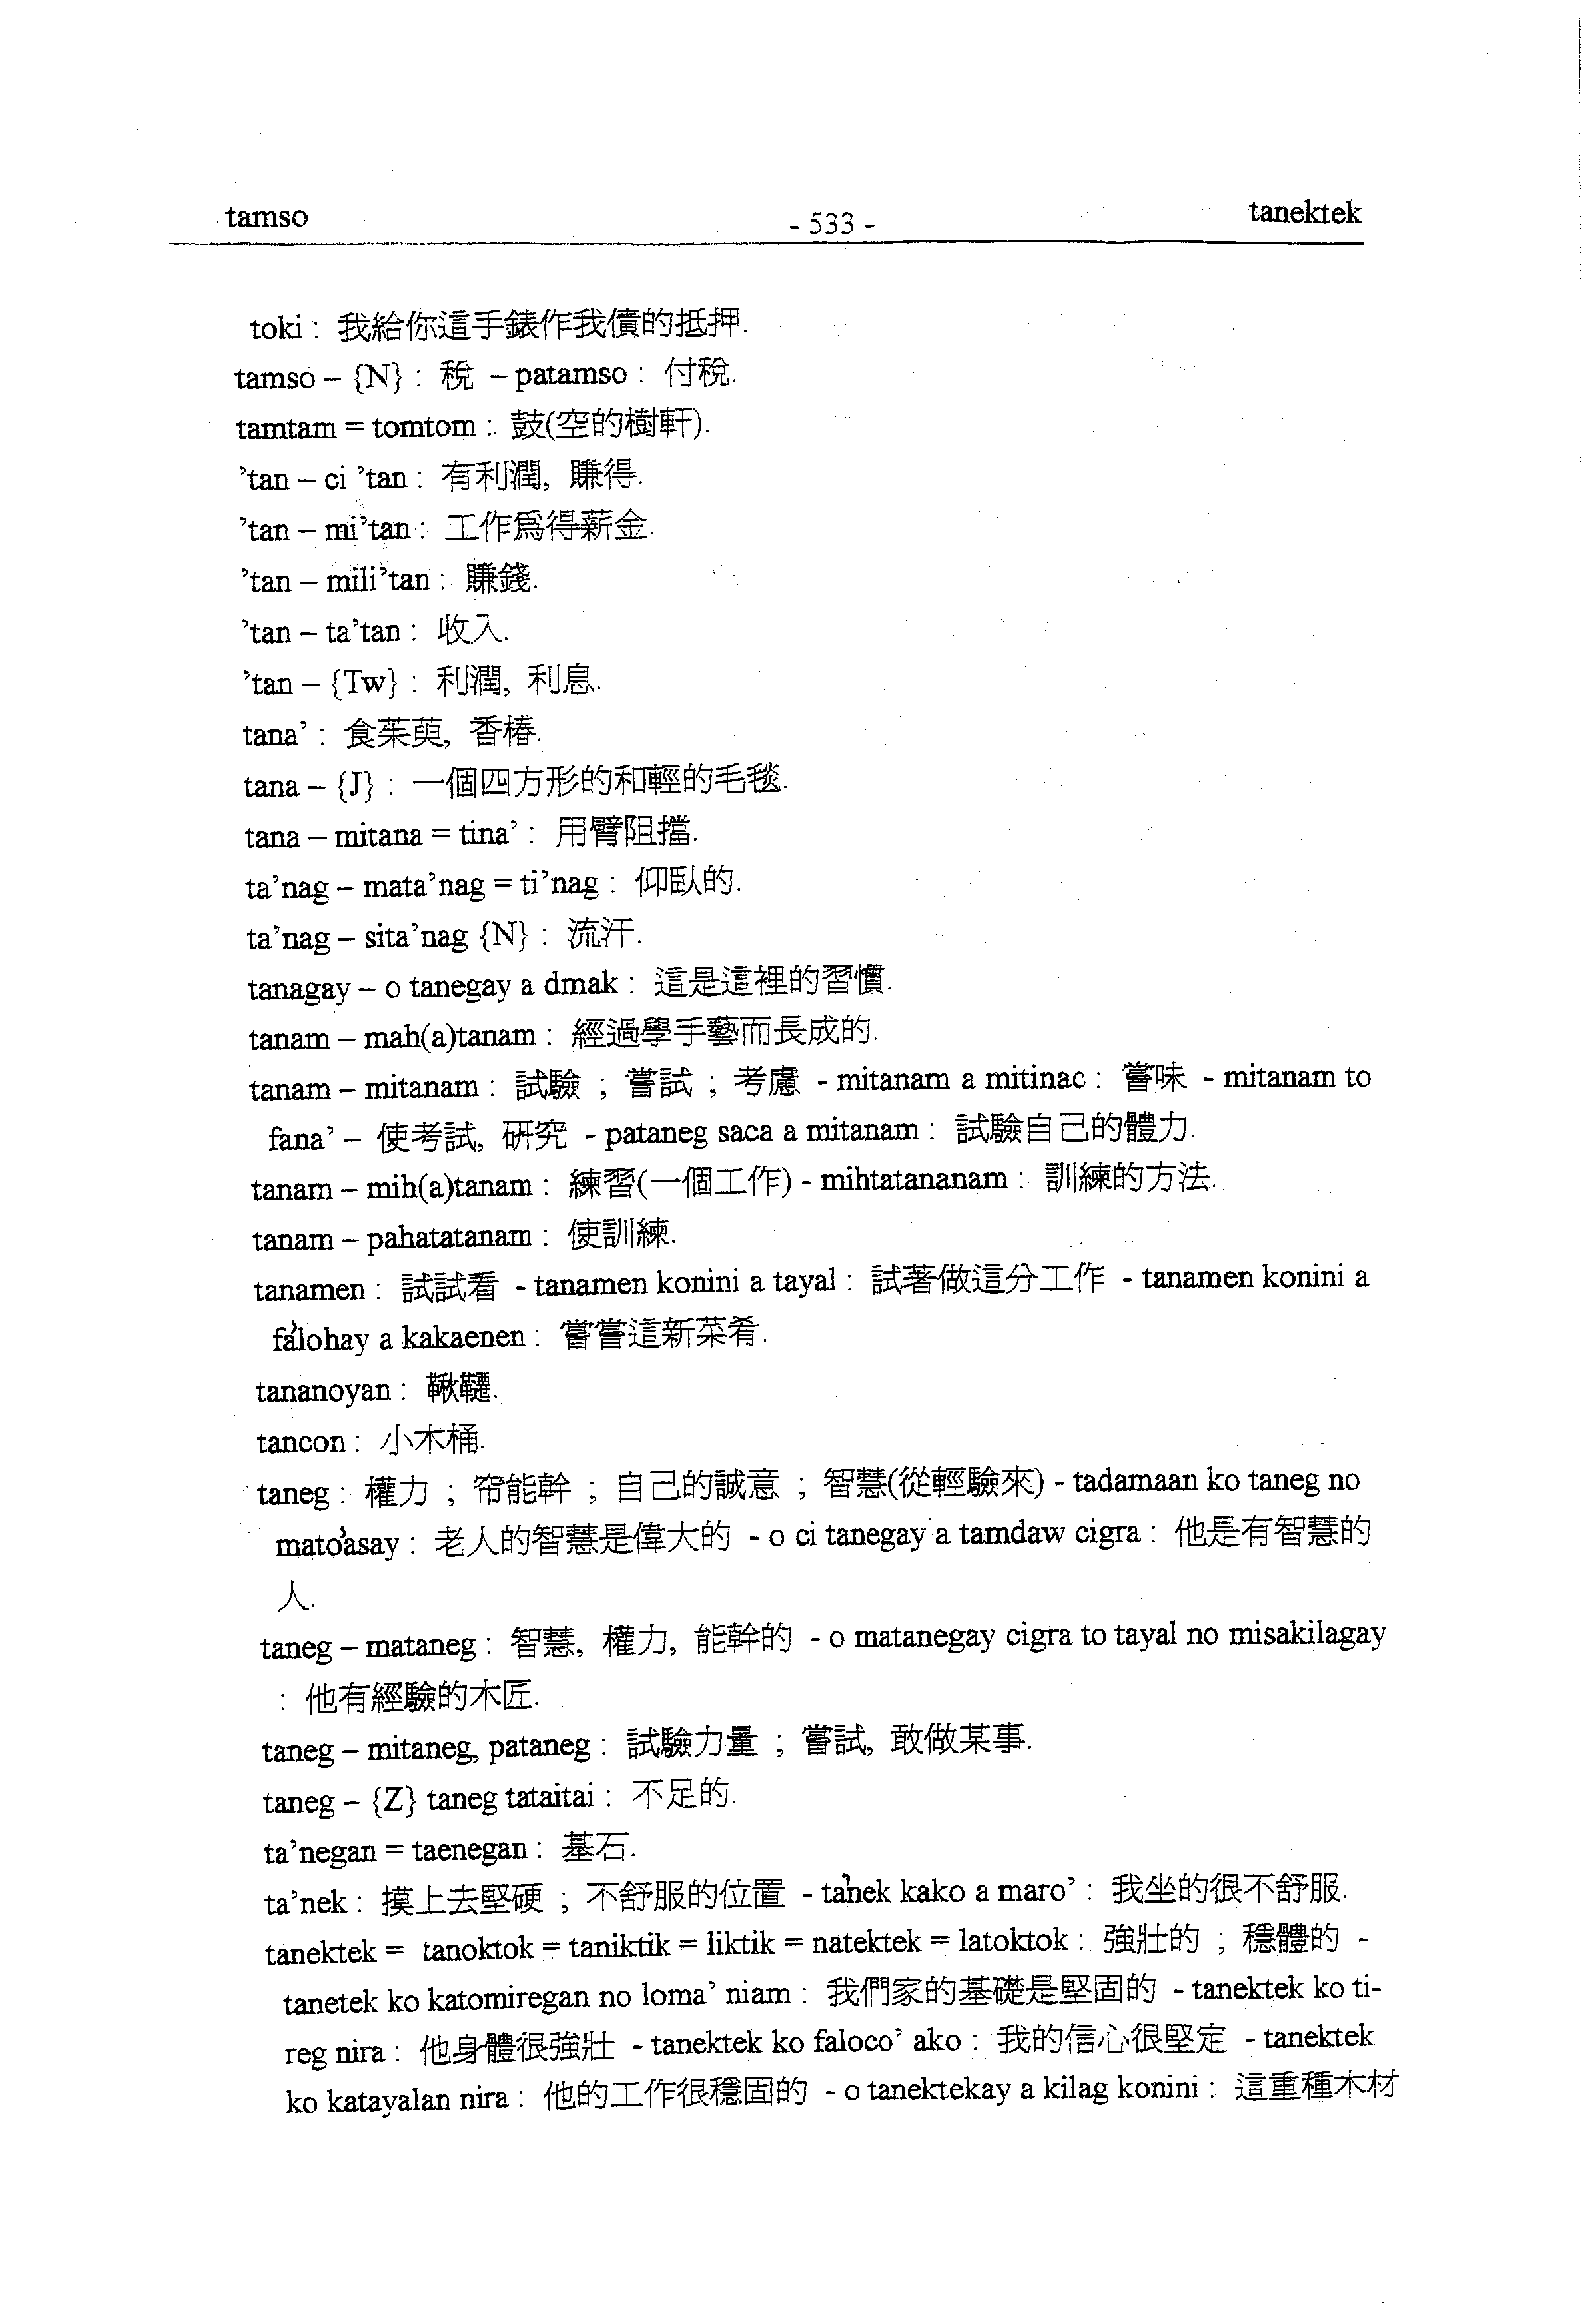 tamso - 533 - tanektek
toki : 我給你這手錶作我債的抵押.
tamso – {N} : 稅 – patamso : 付稅.
tamtam = tomtom : 鼓(空的樹軒).
’tan – ci ’tan : 有利潤, 賺得.
’tan – mi’tan : 工作爲得薪金.
’tan – mili’tan : 賺錢.
’tan – ta’tan : 收入.
’tan – {Tw} : 利潤, 利息.
tana’ : 食茱萸, 香椿.
tana – {J} : 一個四方形的和輕的毛毯.
tana – mitana = tina’ : 用臂阻擋.
ta’nag – mata’nag = ti’nag : 仰臥的.
ta’nag – sita’nag {N} : 流汗.
tanagay – o tanegay a dmak : 這是這裡的習慣.
tanam – mah(a)tanam : 經過學手藝而長成的.
tanam – mitanam : 試驗 ; 嘗試 ; 考慮 - mitanam a mitinac : 嘗味 - mitanam to
fana’ – 使考試, 研究 - pataneg saca a mitanam : 試驗自己的體力.
tanam – mih(a)tanam : 練習(一個工作) - mihtatananam : 訓練的方法.
tanam – pahatatanam : 使訓練.
tanamen : 試試看 - tanamen konini a tayal : 試著做這分工作 - tanamen konini a
fa’lohay a kakaenen : 嘗嘗這新菜肴.
tananoyan : 鞦韆.
tancon : 小木桶.
taneg : 權力 ; 帑能幹 ; 自己的誠意 ; 智慧(從輕驗來) - tadamaan ko taneg no
mato’asay : 老人的智慧是偉大的 - o ci tanegay a tamdaw cigra : 他是有智慧的
人.
taneg – mataneg : 智慧, 權力, 能幹的 - o matanegay cigra to tayal no misakilagay
: 他有經驗的木匠.
taneg – mitaneg, pataneg : 試驗力量 ; 嘗試, 敢做某事.
taneg – {Z} taneg tataitai : 不足的.
ta’negan = taenegan : 基石.
ta’nek : 摸上去堅硬 ; 不舒服的位置 - ta’nek kako a maro’ : 我坐的很不舒服.
tanektek = tanoktok = taniktik = liktik = natektek = latoktok : 強壯的 ; 穩體的 -
tanetek ko katomiregan no loma’ niam : 我們家的基礎是堅固的 - tanektek ko ti-
reg nira : 他身體很強壯 - tanektek ko faloco’ ako : 我的信心很堅定 - tanektek
ko katayalan nira : 他的工作很穩固的 - o tanektekay a kilag konini : 這重種木材